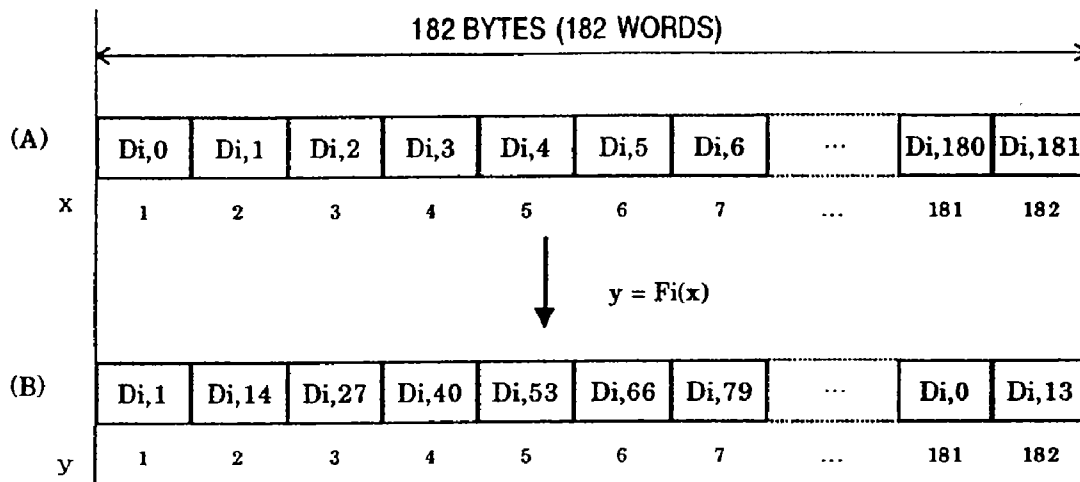 182 BYTES (182 WORDS)
(A) Di,0 Di,1 Di,2 Di,3 Di,4 Di,5 Di,6 ... Di,180 Di,181
x 1 2 3 4 5 6 7 ... 181 182
y = Fi(x)
(B) Di,1 Di,14 Di,27 Di,40 Di,53 Di,66 Di,79 ... Di,0 Di,13
y 1 2 3 4 5 6 7 ... 181 182